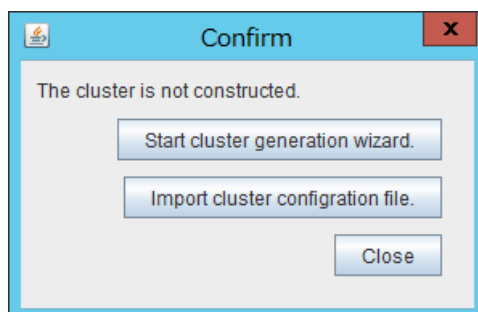 Confirm
x
The cluster is not constructed.
Start cluster generation wizard.
Import cluster configration file.
Close